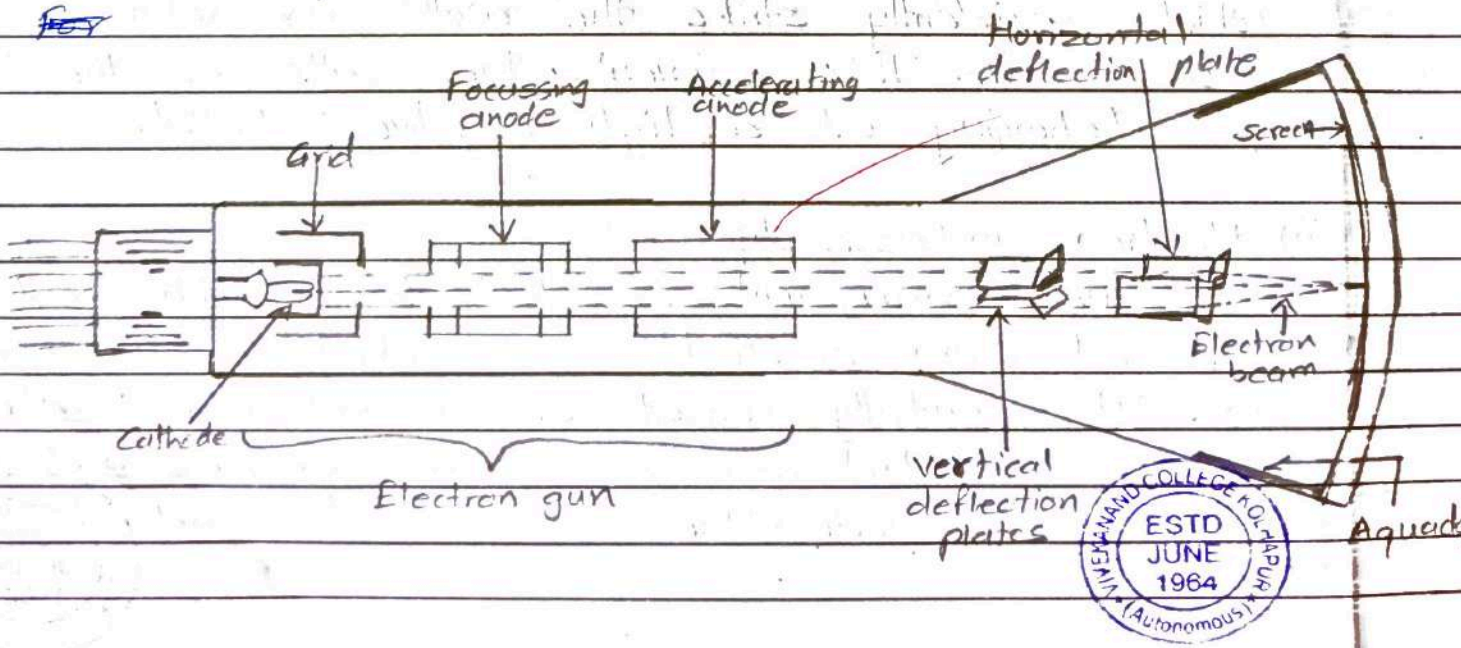 For
Horizontal
deflection plate
Focussing
anode
Accelerating
anode
Grid
Screen
Electron
beam
Cathode
Electron gun
vertical
deflection
plates
VIVEKANAND COLLEGE KOLHAPUR
(Autonomous)
ESTD
JUNE
1964
Aquad